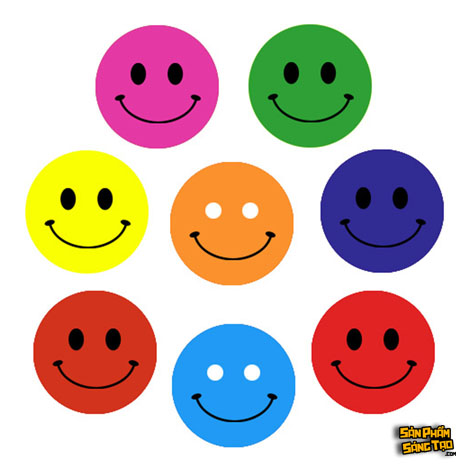 SẢN PHẨM
SÁNG TẠO
.COM